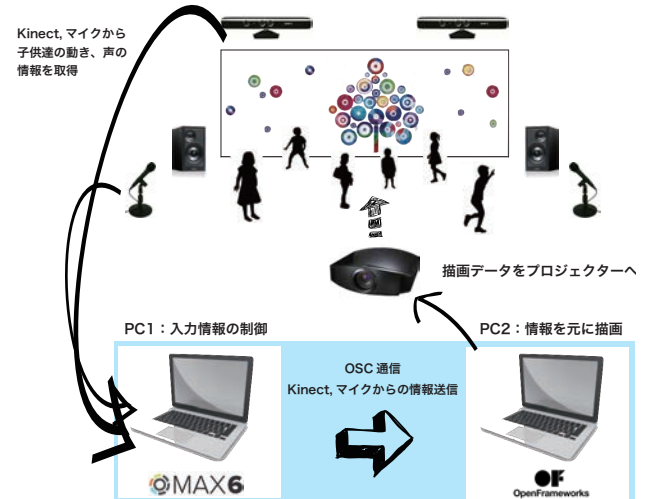 Kinect, マイクから
子供達の動き、声の
情報を取得
描画データをプロジェクターへ
PC1：入力情報の制御
PC2：情報を元に描画
OSC 通信
Kinect, マイクからの情報送信
MAX6
OF
OpenFrameworks